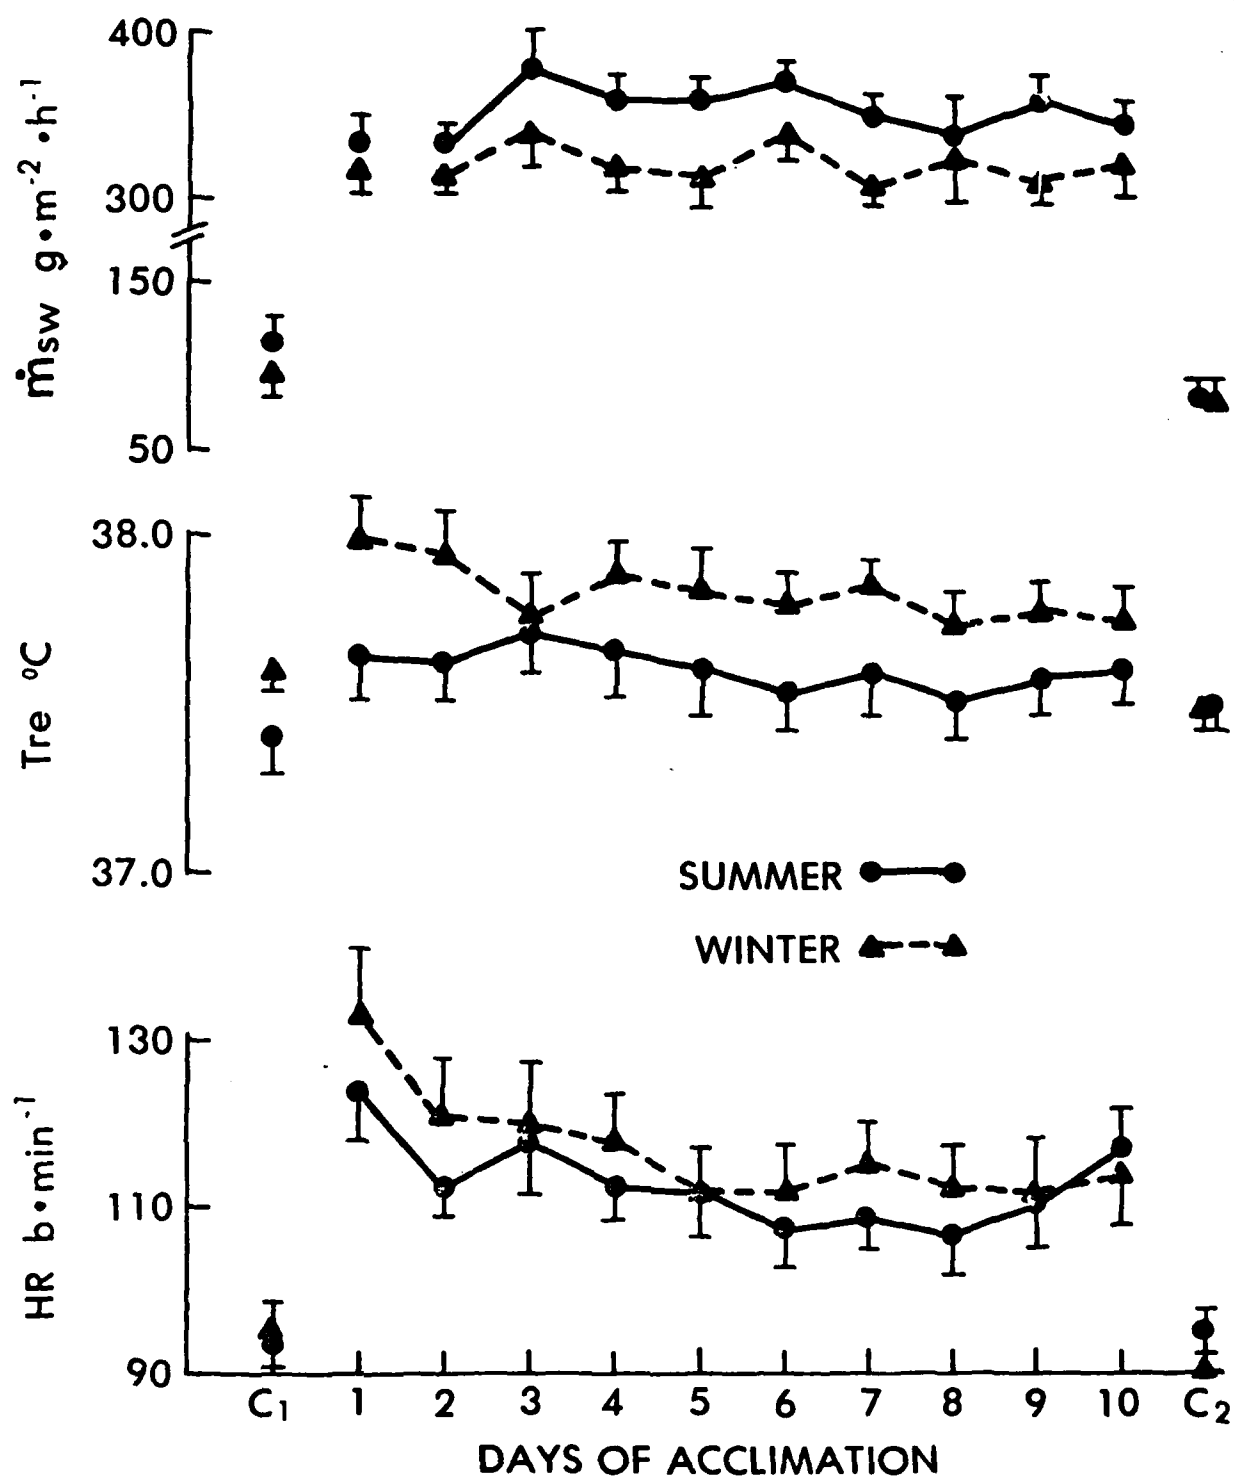 400
300
150
50
ṁsw g•m-2•h-1
38.0
37.0
Tre °C
SUMMER
WINTER
130
110
90
HR b•min-1
C1 1 2 3 4 5 6 7 8 9 10 C2
DAYS OF ACCLIMATION